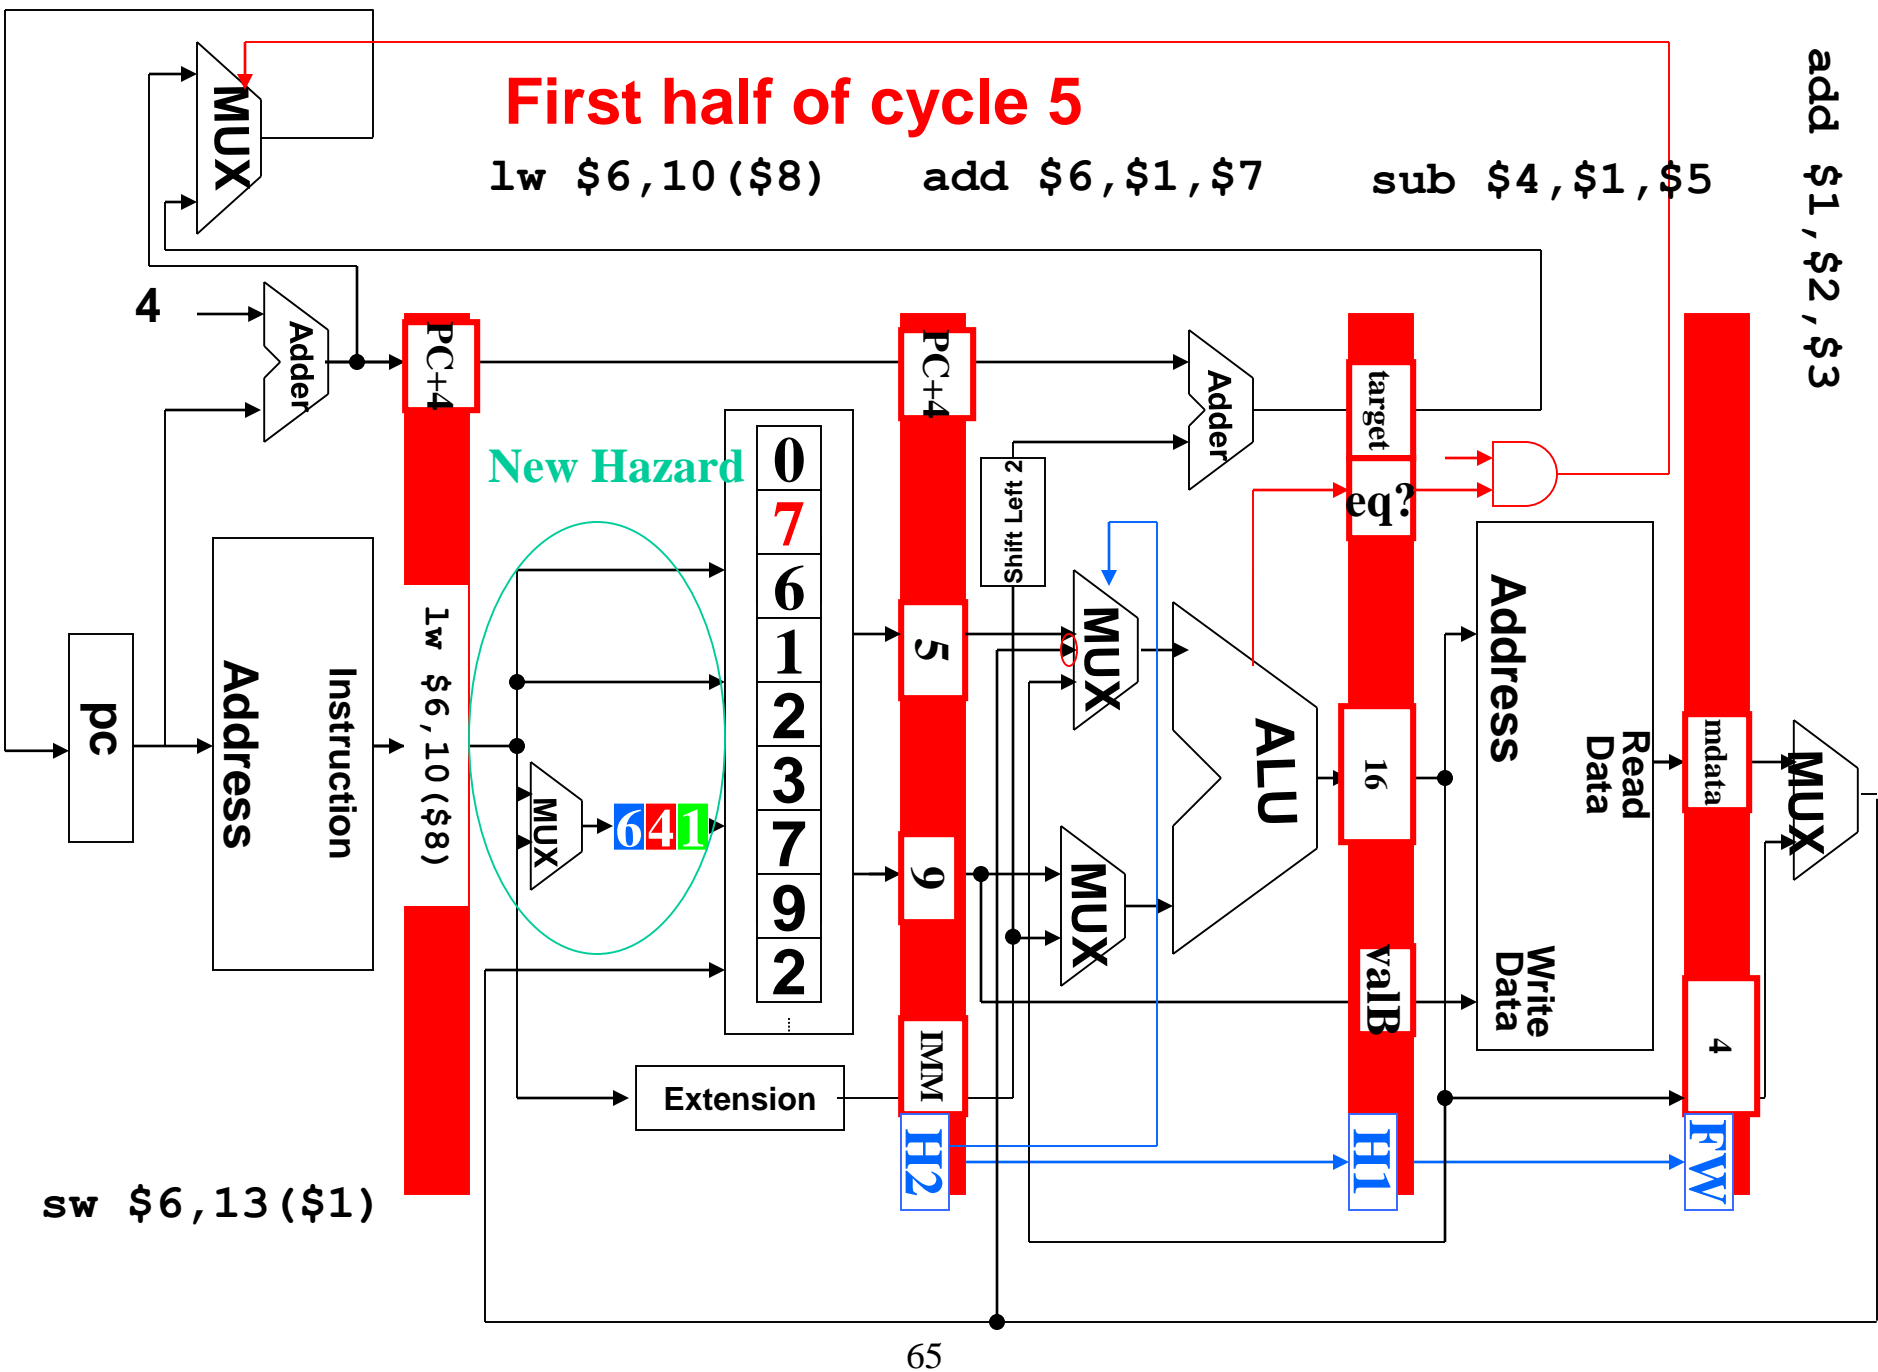 First half of cycle 5
lw $6,10($8)
add $6,$1,$7
sub $4,$1,$5
add $1,$2,$3
MUX
4
Adder
PC+4
PC+4
Adder
target
eq?
New Hazard
0
7
6
1
2
3
7
9
2
Shift Left 2
pc
Address
Instruction
lw $6,10($8)
MUX
6 4 1
5
9
IMM
H2
MUX
MUX
ALU
16
valB
H1
Address
Read Data
Write Data
mdata
4
FW
MUX
Extension
sw $6,13($1)
65